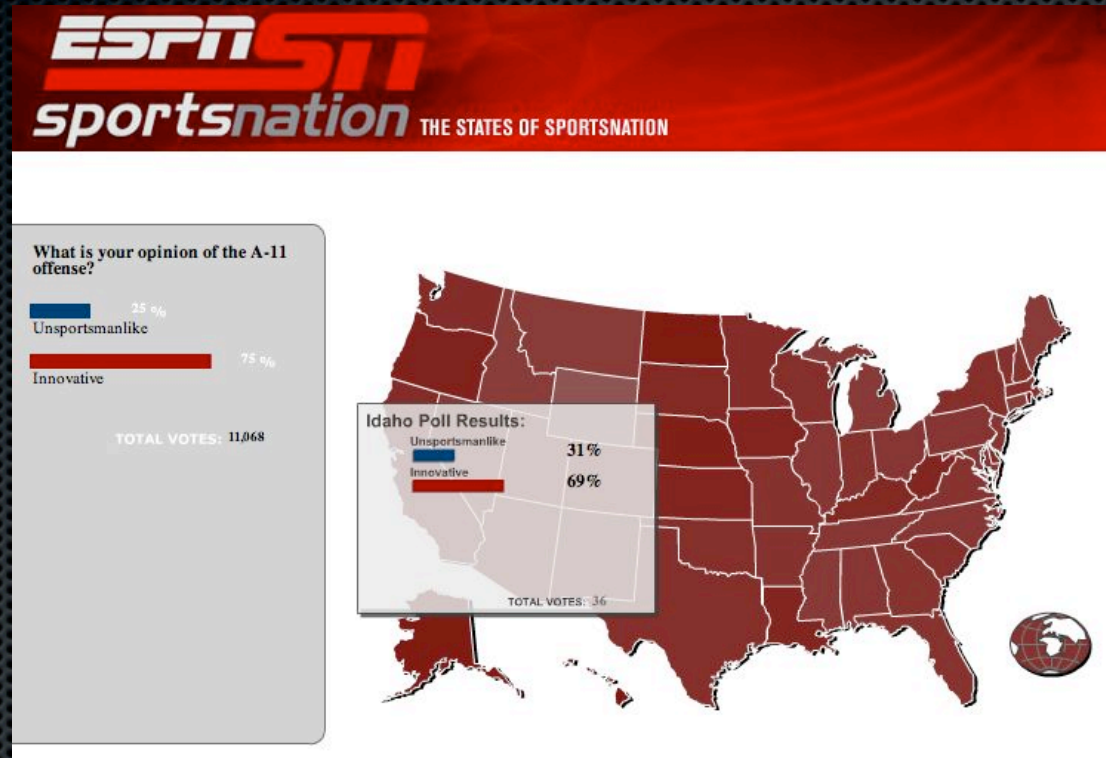 ESPN SN
sportsnation THE STATES OF SPORTSNATION
What is your opinion of the A-11
offense?
25 %
Unsportsmanlike
75 %
Innovative
TOTAL VOTES: 11,068
Idaho Poll Results:
Unsportsmanlike
31%
Innovative
69%
TOTAL VOTES: 36